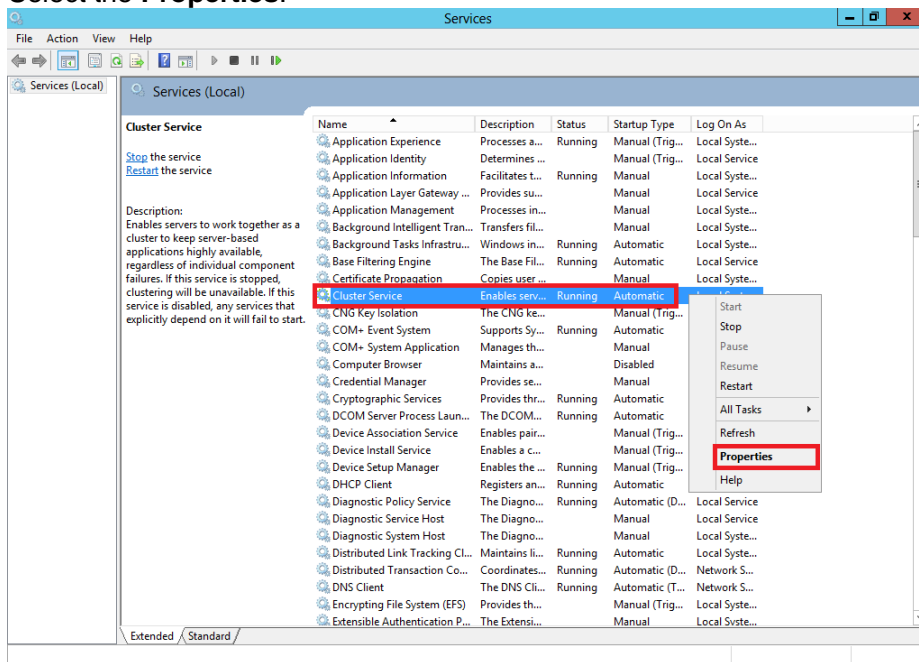 Select the Properties.
Services
File Action View Help
Services (Local)
Services (Local)
Cluster Service
Stop the service
Restart the service
Description:
Enables servers to work together as a
cluster to keep server-based
applications highly available,
regardless of individual component
failures. If this service is stopped,
clustering will be unavailable. If this
service is disabled, any services that
explicitly depend on it will fail to start.
Name Description Status Startup Type Log On As
Application Experience Processes a... Running Manual (Trig... Local Syste...
Application Identity Determines ... Manual (Trig... Local Service
Application Information Facilitates t... Running Manual Local Syste...
Application Layer Gateway ... Provides su... Manual Local Service
Application Management Processes in... Manual Local Syste...
Background Intelligent Tran... Transfers fil... Manual Local Syste...
Background Tasks Infrastru... Windows in... Running Automatic Local Syste...
Base Filtering Engine The Base Fil... Running Automatic Local Service
Certificate Propagation Copies user ... Manual Local Syste...
Cluster Service Enables serv... Running Automatic
CNG Key Isolation The CNG ke... Manual (Trig...
COM+ Event System Supports Sy... Running Automatic
COM+ System Application Manages th... Manual
Computer Browser Maintains a... Disabled
Credential Manager Provides se... Manual
Cryptographic Services Provides thr... Running Automatic
DCOM Server Process Laun... The DCOM... Running Automatic
Device Association Service Enables pair... Manual (Trig...
Device Install Service Enables a c... Manual (Trig...
Device Setup Manager Enables the ... Running Manual (Trig...
DHCP Client Registers an... Running Automatic
Diagnostic Policy Service The Diagno... Running Automatic (D... Local Service
Diagnostic Service Host The Diagno... Manual Local Service
Diagnostic System Host The Diagno... Manual Local Syste...
Distributed Link Tracking Cl... Maintains li... Running Automatic Local Syste...
Distributed Transaction Co... Coordinates... Running Automatic (D... Network S...
DNS Client The DNS Cli... Running Automatic (T... Network S...
Encrypting File System (EFS) Provides th... Manual (Trig... Local Syste...
Extensible Authentication P... The Extensi... Manual Local Syste...
Start
Stop
Pause
Resume
Restart
All Tasks
Refresh
Properties
Help
Extended Standard